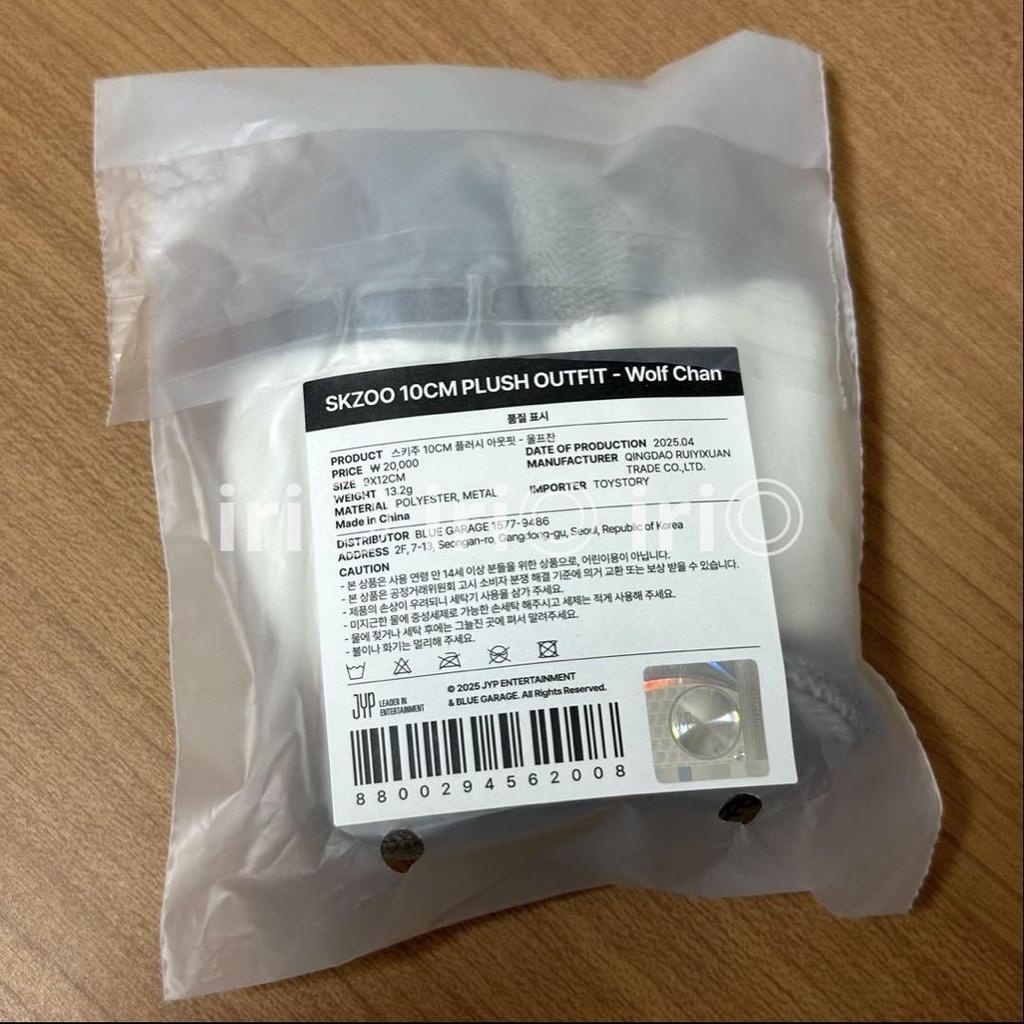 SKZOO 10CM PLUSH OUTFIT - Wolf Chan
품질 표시
PRODUCT 스키주 10CM 플러시 아웃핏 - 울프찬
PRICE ₩ 20,000
SIZE 9X12CM
WEIGHT 13.2g
MATERIAL POLYESTER, METAL
Made in China
DATE OF PRODUCTION 2025.04
MANUFACTURER QINGDAO RUIYIXUAN
TRADE CO.,LTD.
IMPORTER TOYSTORY
DISTRIBUTOR BLUE GARAGE 1577-9486
ADDRESS 2F, 7-13, Seongan-ro, Gangdong-gu, Seoul, Republic of Korea
CAUTION
- 본 상품은 사용 연령 만 14세 이상 분들을 위한 상품으로, 어린이용이 아닙니다.
- 본 상품은 공정거래위원회 고시 소비자 분쟁 해결 기준에 의거 교환 또는 보상 받을 수 있습니다.
- 제품의 손상이 우려되니 세탁기 사용을 삼가 주세요.
- 미지근한 물에 중성세제로 가능한 손세탁 해주시고 세제는 적게 사용해 주세요.
- 물에 젖거나 세탁 후에는 그늘진 곳에 펴서 말려주세요.
- 불이나 화기는 멀리해 주세요.
JYP LEADER IN
ENTERTAINMENT
© 2025 JYP ENTERTAINMENT
& BLUE GARAGE. All Rights Reserved.
8800294562008
iriO iriO iriO